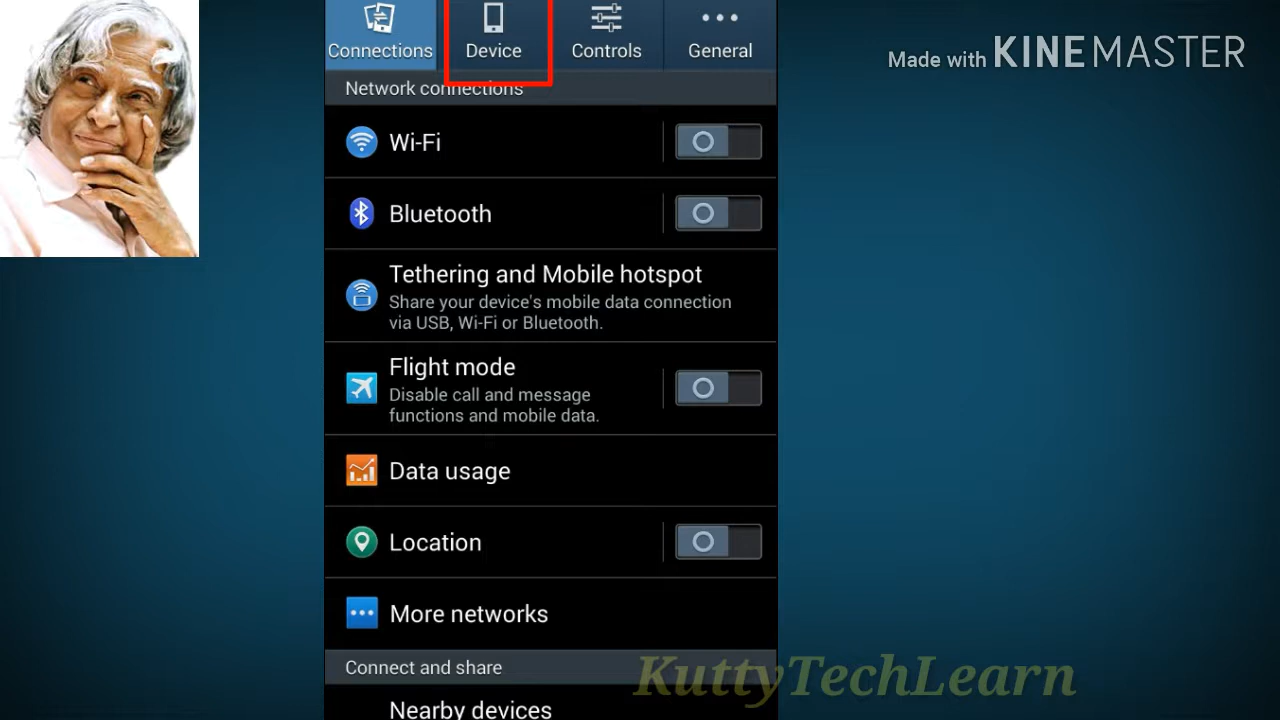 Connections
Device
Controls
General
Made with KINEMASTER
Network connections
Wi-Fi
Bluetooth
Tethering and Mobile hotspot
Share your device's mobile data connection
via USB, Wi-Fi or Bluetooth.
Flight mode
Disable call and message
functions and mobile data.
Data usage
Location
More networks
Connect and share
KuttyTechLearn
Nearby devices